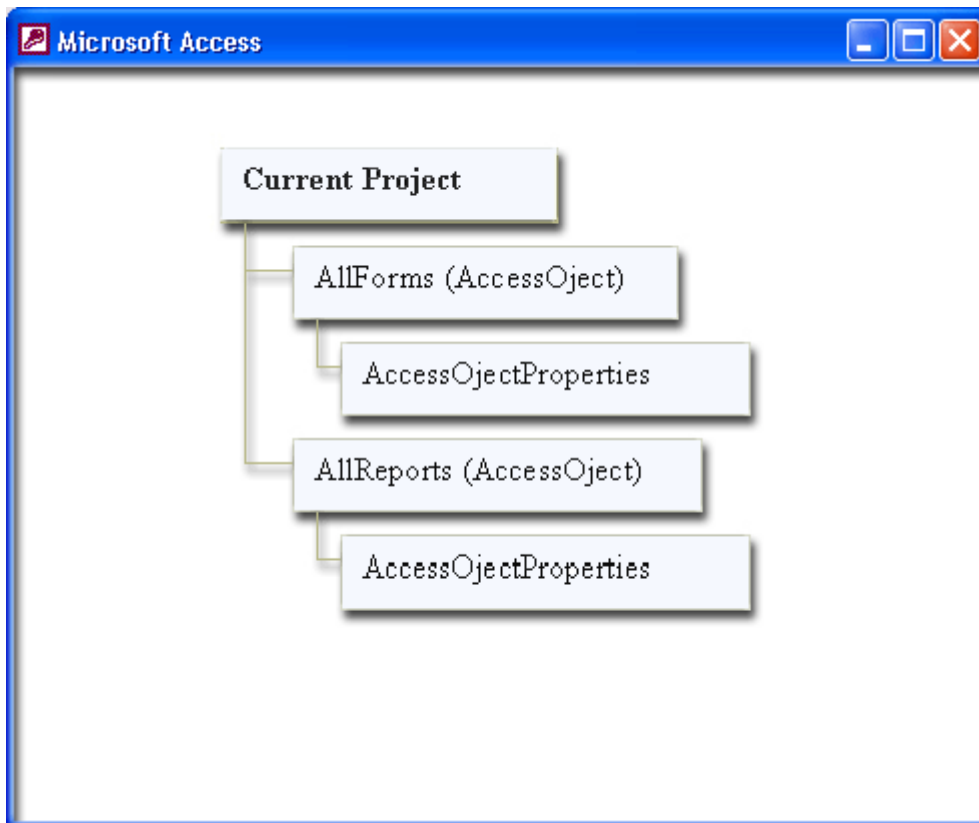 Microsoft Access
Current Project
AllForms (AccessOject)
AccessOjectProperties
AllReports (AccessOject)
AccessOjectProperties